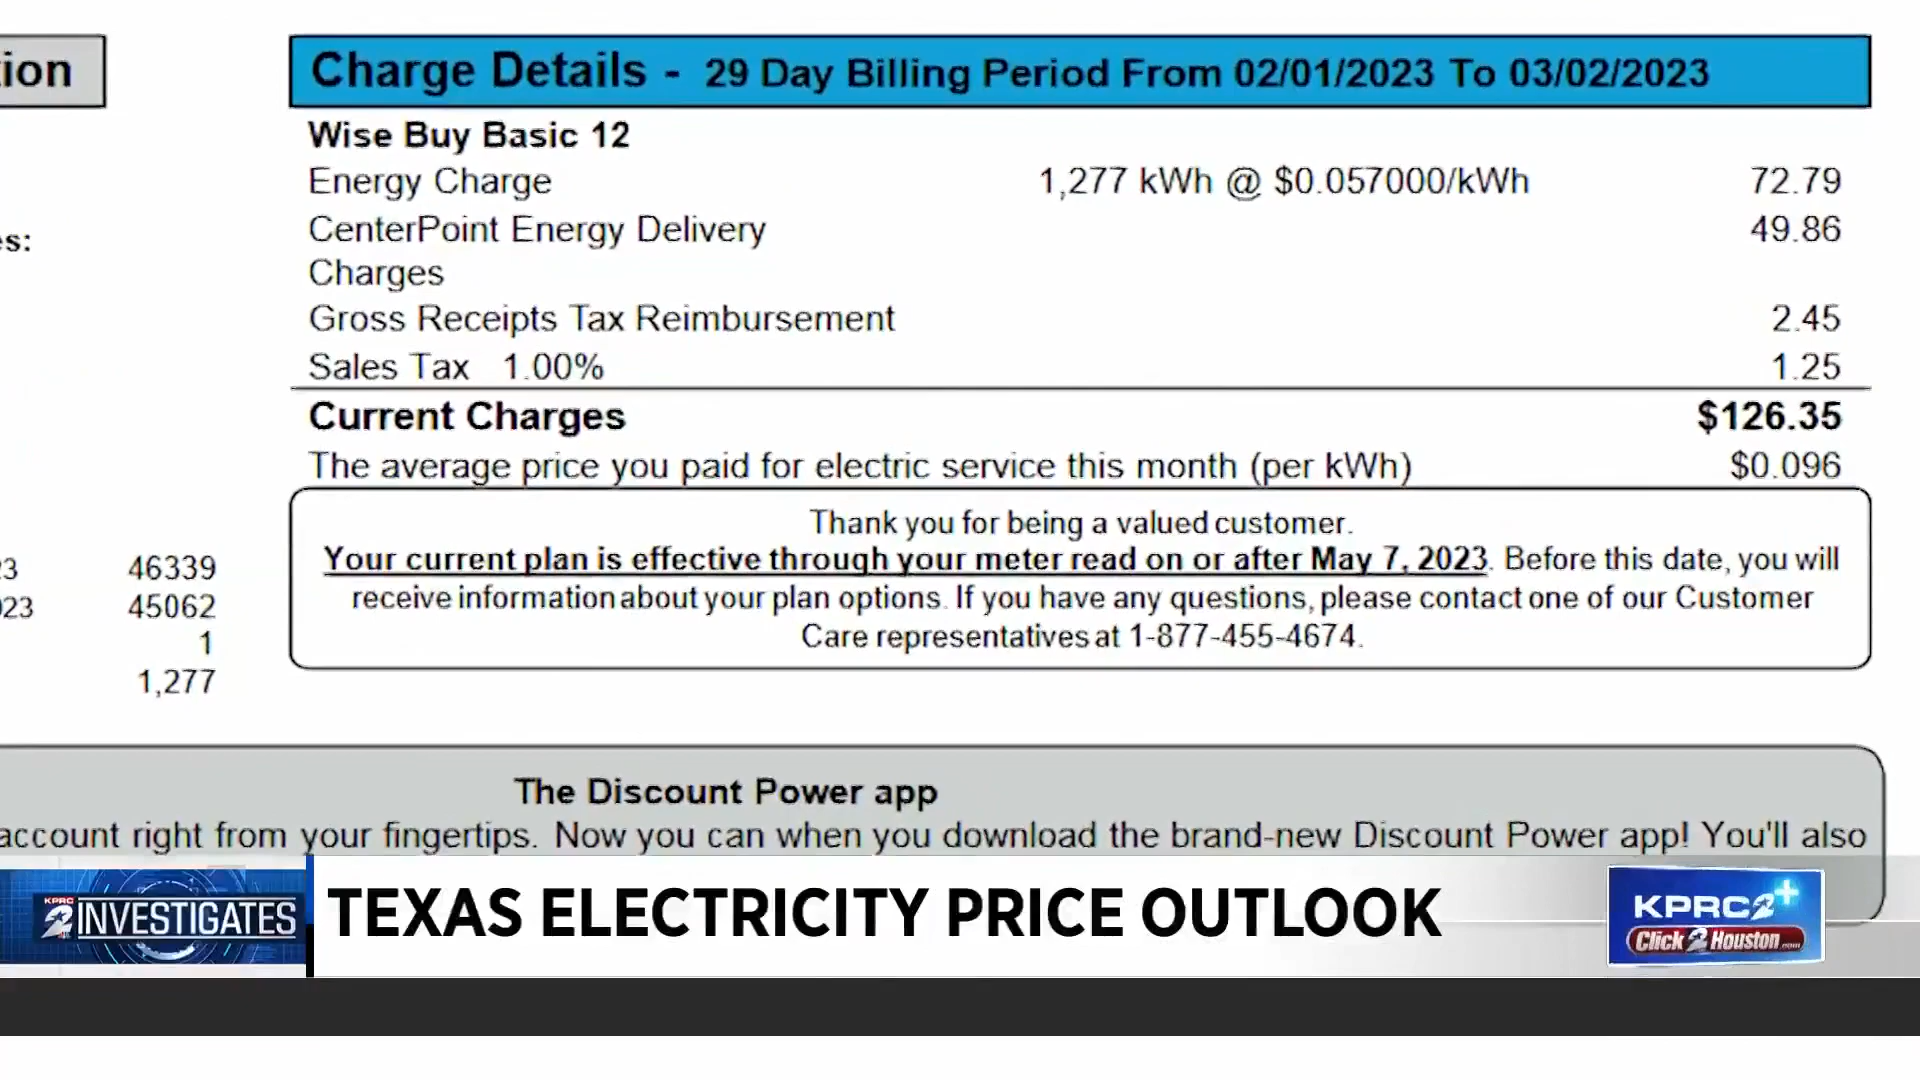 tion
Charge Details - 29 Day Billing Period From 02/01/2023 To 03/02/2023
Wise Buy Basic 12
Energy Charge 1,277 kWh @ $0.057000/kWh 72.79
CenterPoint Energy Delivery 49.86
Charges
es:
Gross Receipts Tax Reimbursement 2.45
Sales Tax 1.00% 1.25
Current Charges $126.35
The average price you paid for electric service this month (per kWh) $0.096
Thank you for being a valued customer.
Your current plan is effective through your meter read on or after May 7, 2023. Before this date, you will
receive information about your plan options. If you have any questions, please contact one of our Customer
Care representatives at 1-877-455-4674.
23 46339
023 45062
1
1,277
The Discount Power app
account right from your fingertips. Now you can when you download the brand-new Discount Power app! You'll also
KPRC 2 INVESTIGATES
TEXAS ELECTRICITY PRICE OUTLOOK
KPRC 2+
Click2Houston.com